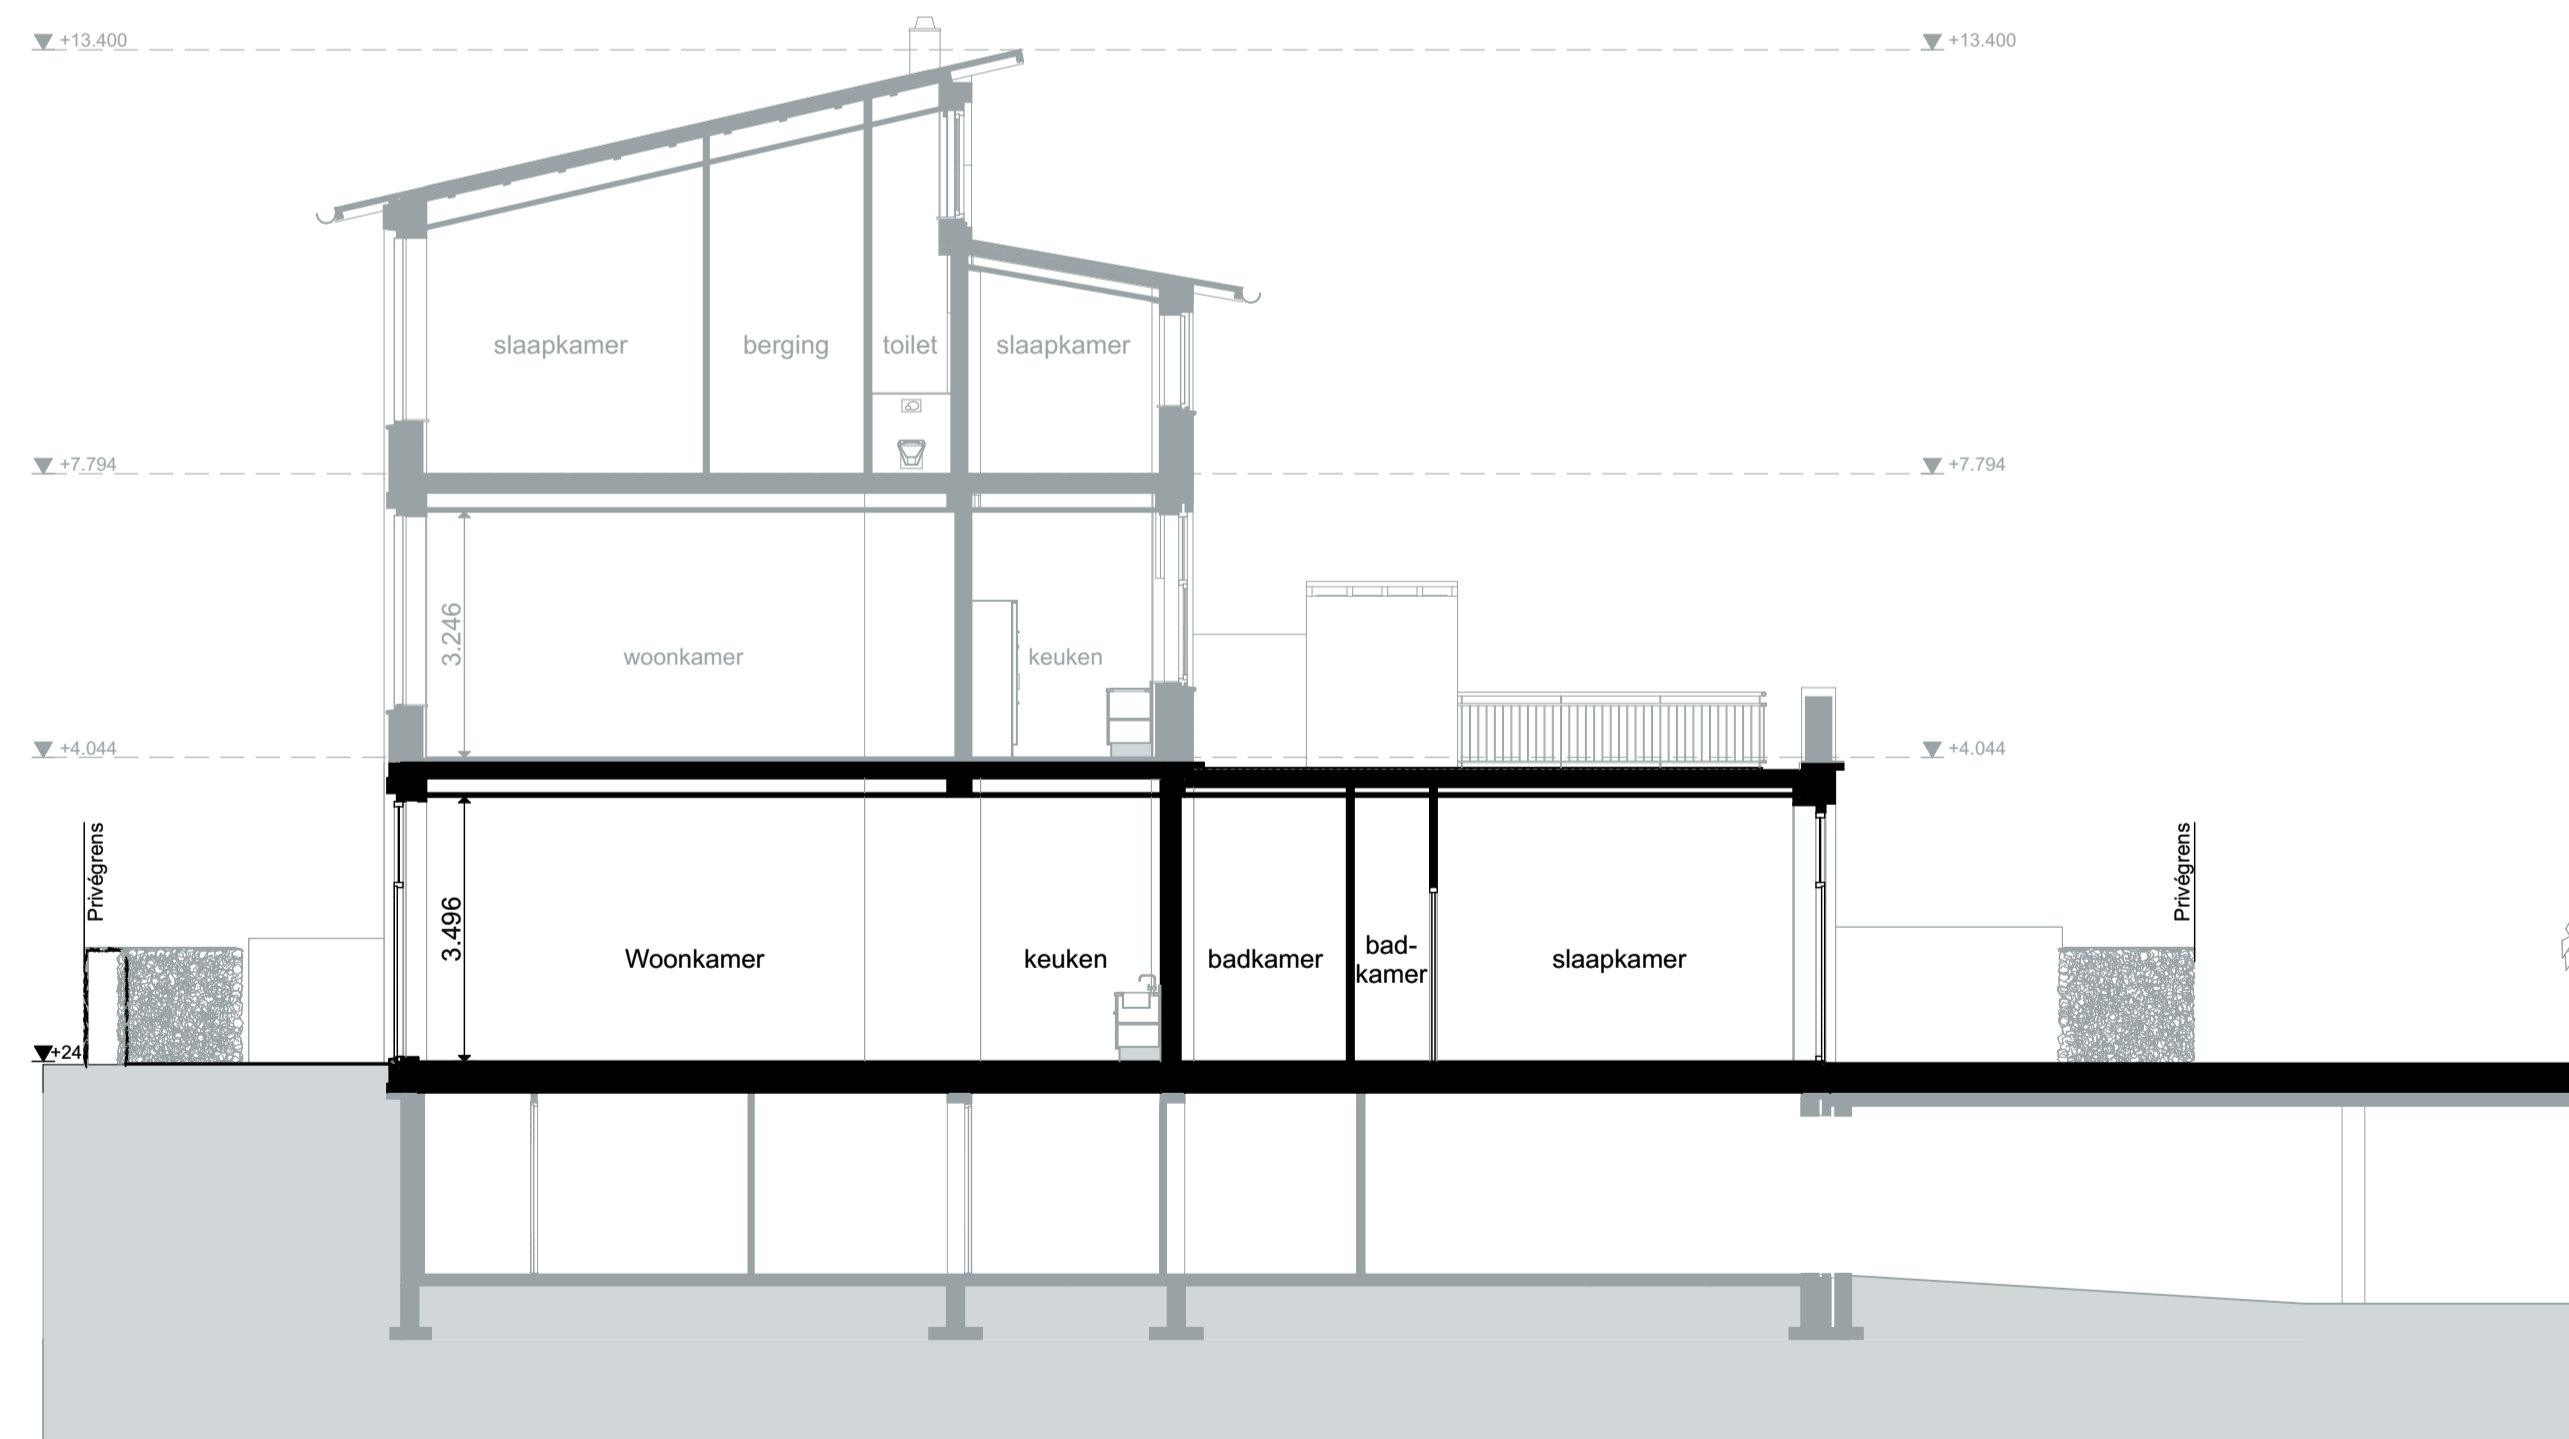 +13.400
+13.400
slaapkamer
berging
toilet
slaapkamer
+7.794
+7.794
3.246
woonkamer
keuken
+4.044
+4.044
Privégrens
Privégrens
3.496
Woonkamer
keuken
badkamer
bad-
kamer
slaapkamer
+24